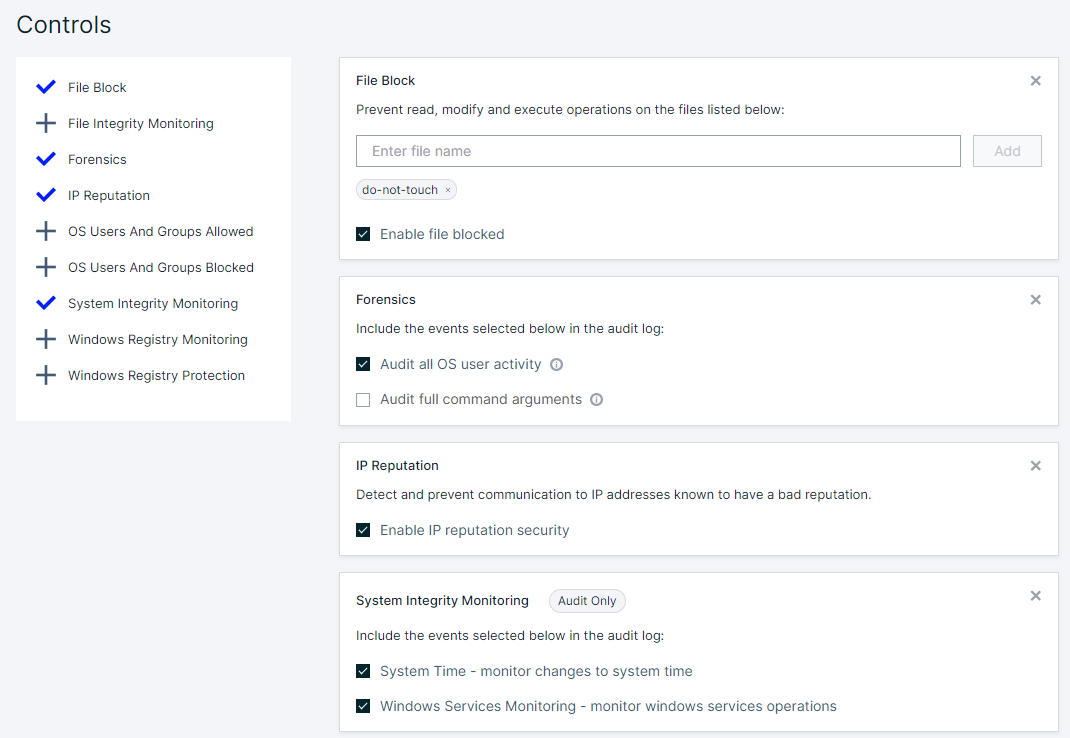 Controls
File Block
File Integrity Monitoring
Forensics
IP Reputation
OS Users And Groups Allowed
OS Users And Groups Blocked
System Integrity Monitoring
Windows Registry Monitoring
Windows Registry Protection
File Block
Prevent read, modify and execute operations on the files listed below:
Enter file name
Add
do-not-touch ×
Enable file blocked
Forensics
Include the events selected below in the audit log:
Audit all OS user activity
Audit full command arguments
IP Reputation
Detect and prevent communication to IP addresses known to have a bad reputation.
Enable IP reputation security
System Integrity Monitoring Audit Only
Include the events selected below in the audit log:
System Time - monitor changes to system time
Windows Services Monitoring - monitor windows services operations